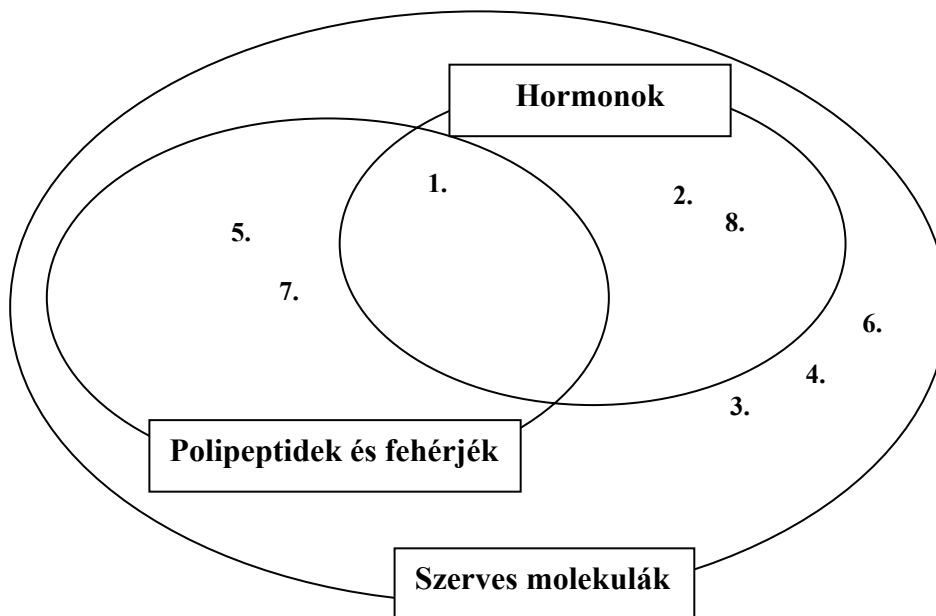 Hormonok
1.
2.
8.
5.
7.
6.
4.
3.
Polipeptidek és fehérjék
Szerves molekulák